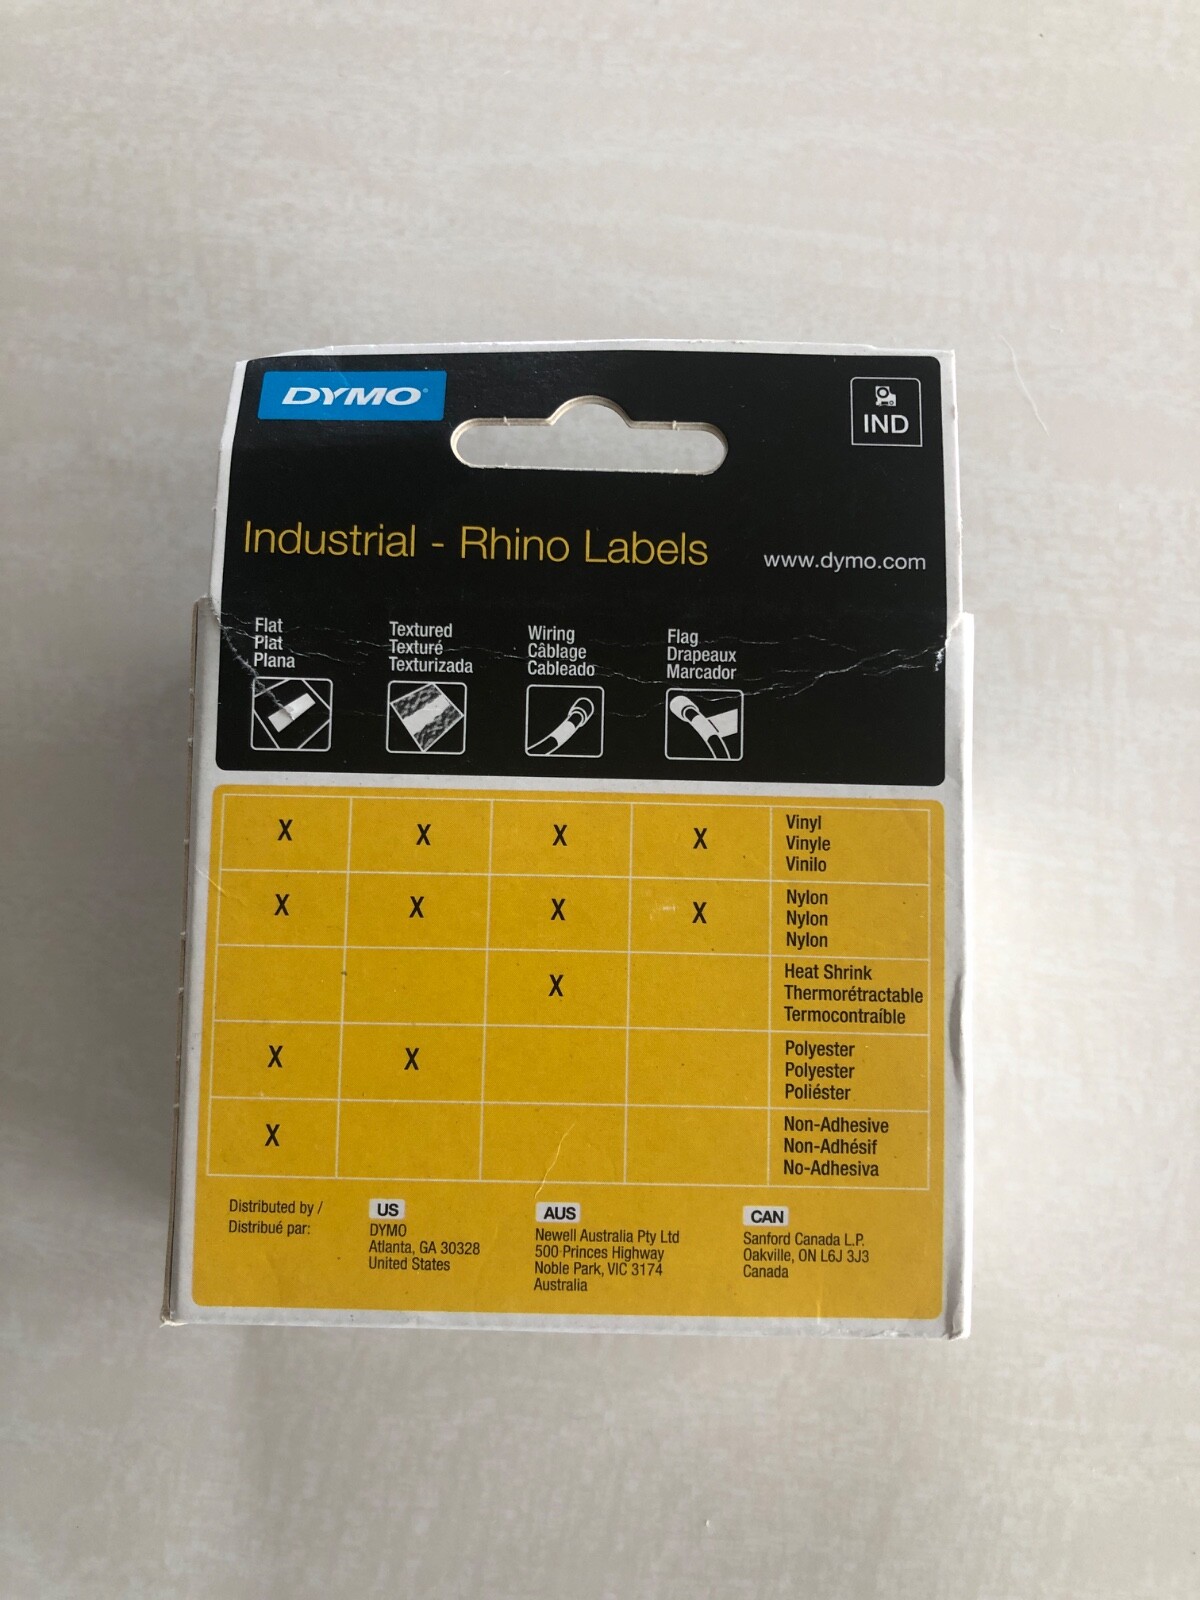 DYMO®
IND
Industrial - Rhino Labels
www.dymo.com
Flat
Plat
Plana
Textured
Texturé
Texturizada
Wiring
Câblage
Cableado
Flag
Drapeaux
Marcador
X X X X Vinyl
Vinyle
Vinilo
X X X X Nylon
Nylon
Nylon
X Heat Shrink
Thermorétractable
Termocontraíble
X X Polyester
Polyester
Poliéster
X Non-Adhesive
Non-Adhésif
No-Adhesiva
Distributed by /
Distribué par:
US
DYMO
Atlanta, GA 30328
United States
AUS
Newell Australia Pty Ltd
500 Princes Highway
Noble Park, VIC 3174
Australia
CAN
Sanford Canada L.P.
Oakville, ON L6J 3J3
Canada